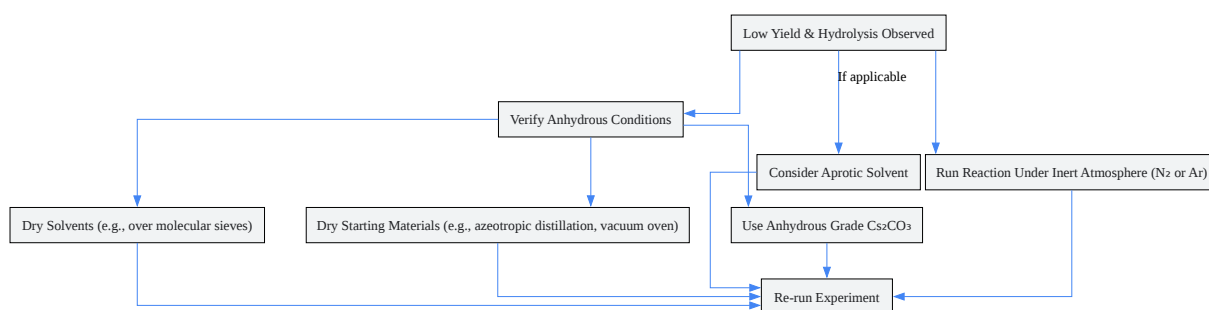 Low Yield & Hydrolysis Observed
If applicable
Verify Anhydrous Conditions
Consider Aprotic Solvent
Run Reaction Under Inert Atmosphere (N₂ or Ar)
Dry Solvents (e.g., over molecular sieves)
Dry Starting Materials (e.g., azeotropic distillation, vacuum oven)
Use Anhydrous Grade Cs₂CO₃
Re-run Experiment